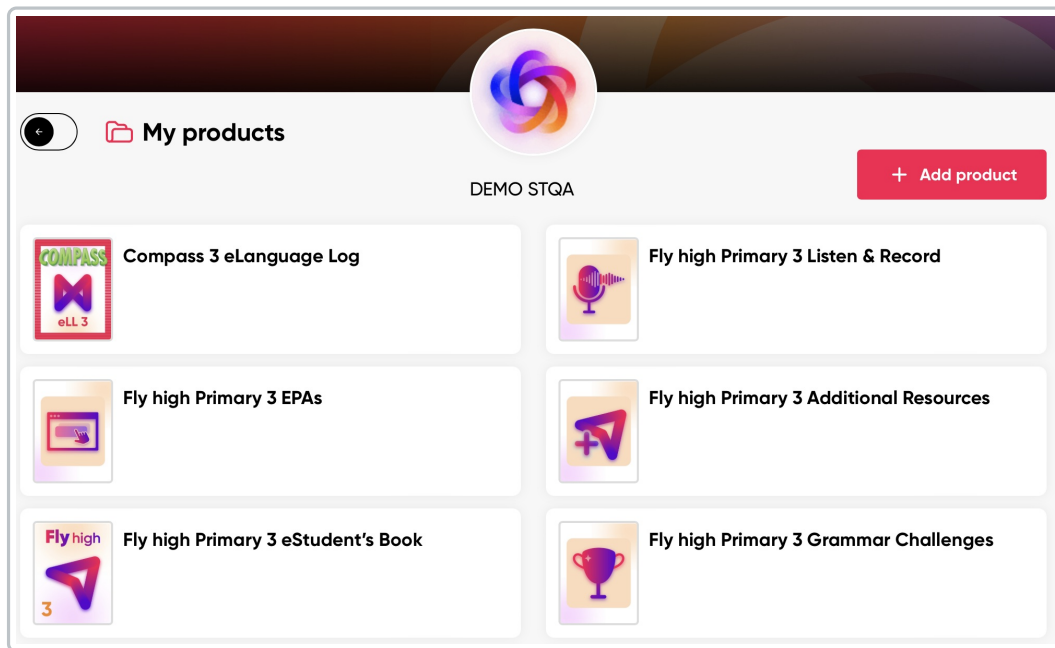 My products
DEMO STQA
+ Add product
COMPASS
eLL 3
Compass 3 eLanguage Log
Fly high Primary 3 Listen & Record
Fly high Primary 3 EPAs
Fly high Primary 3 Additional Resources
Fly high
3
Fly high Primary 3 eStudent’s Book
Fly high Primary 3 Grammar Challenges